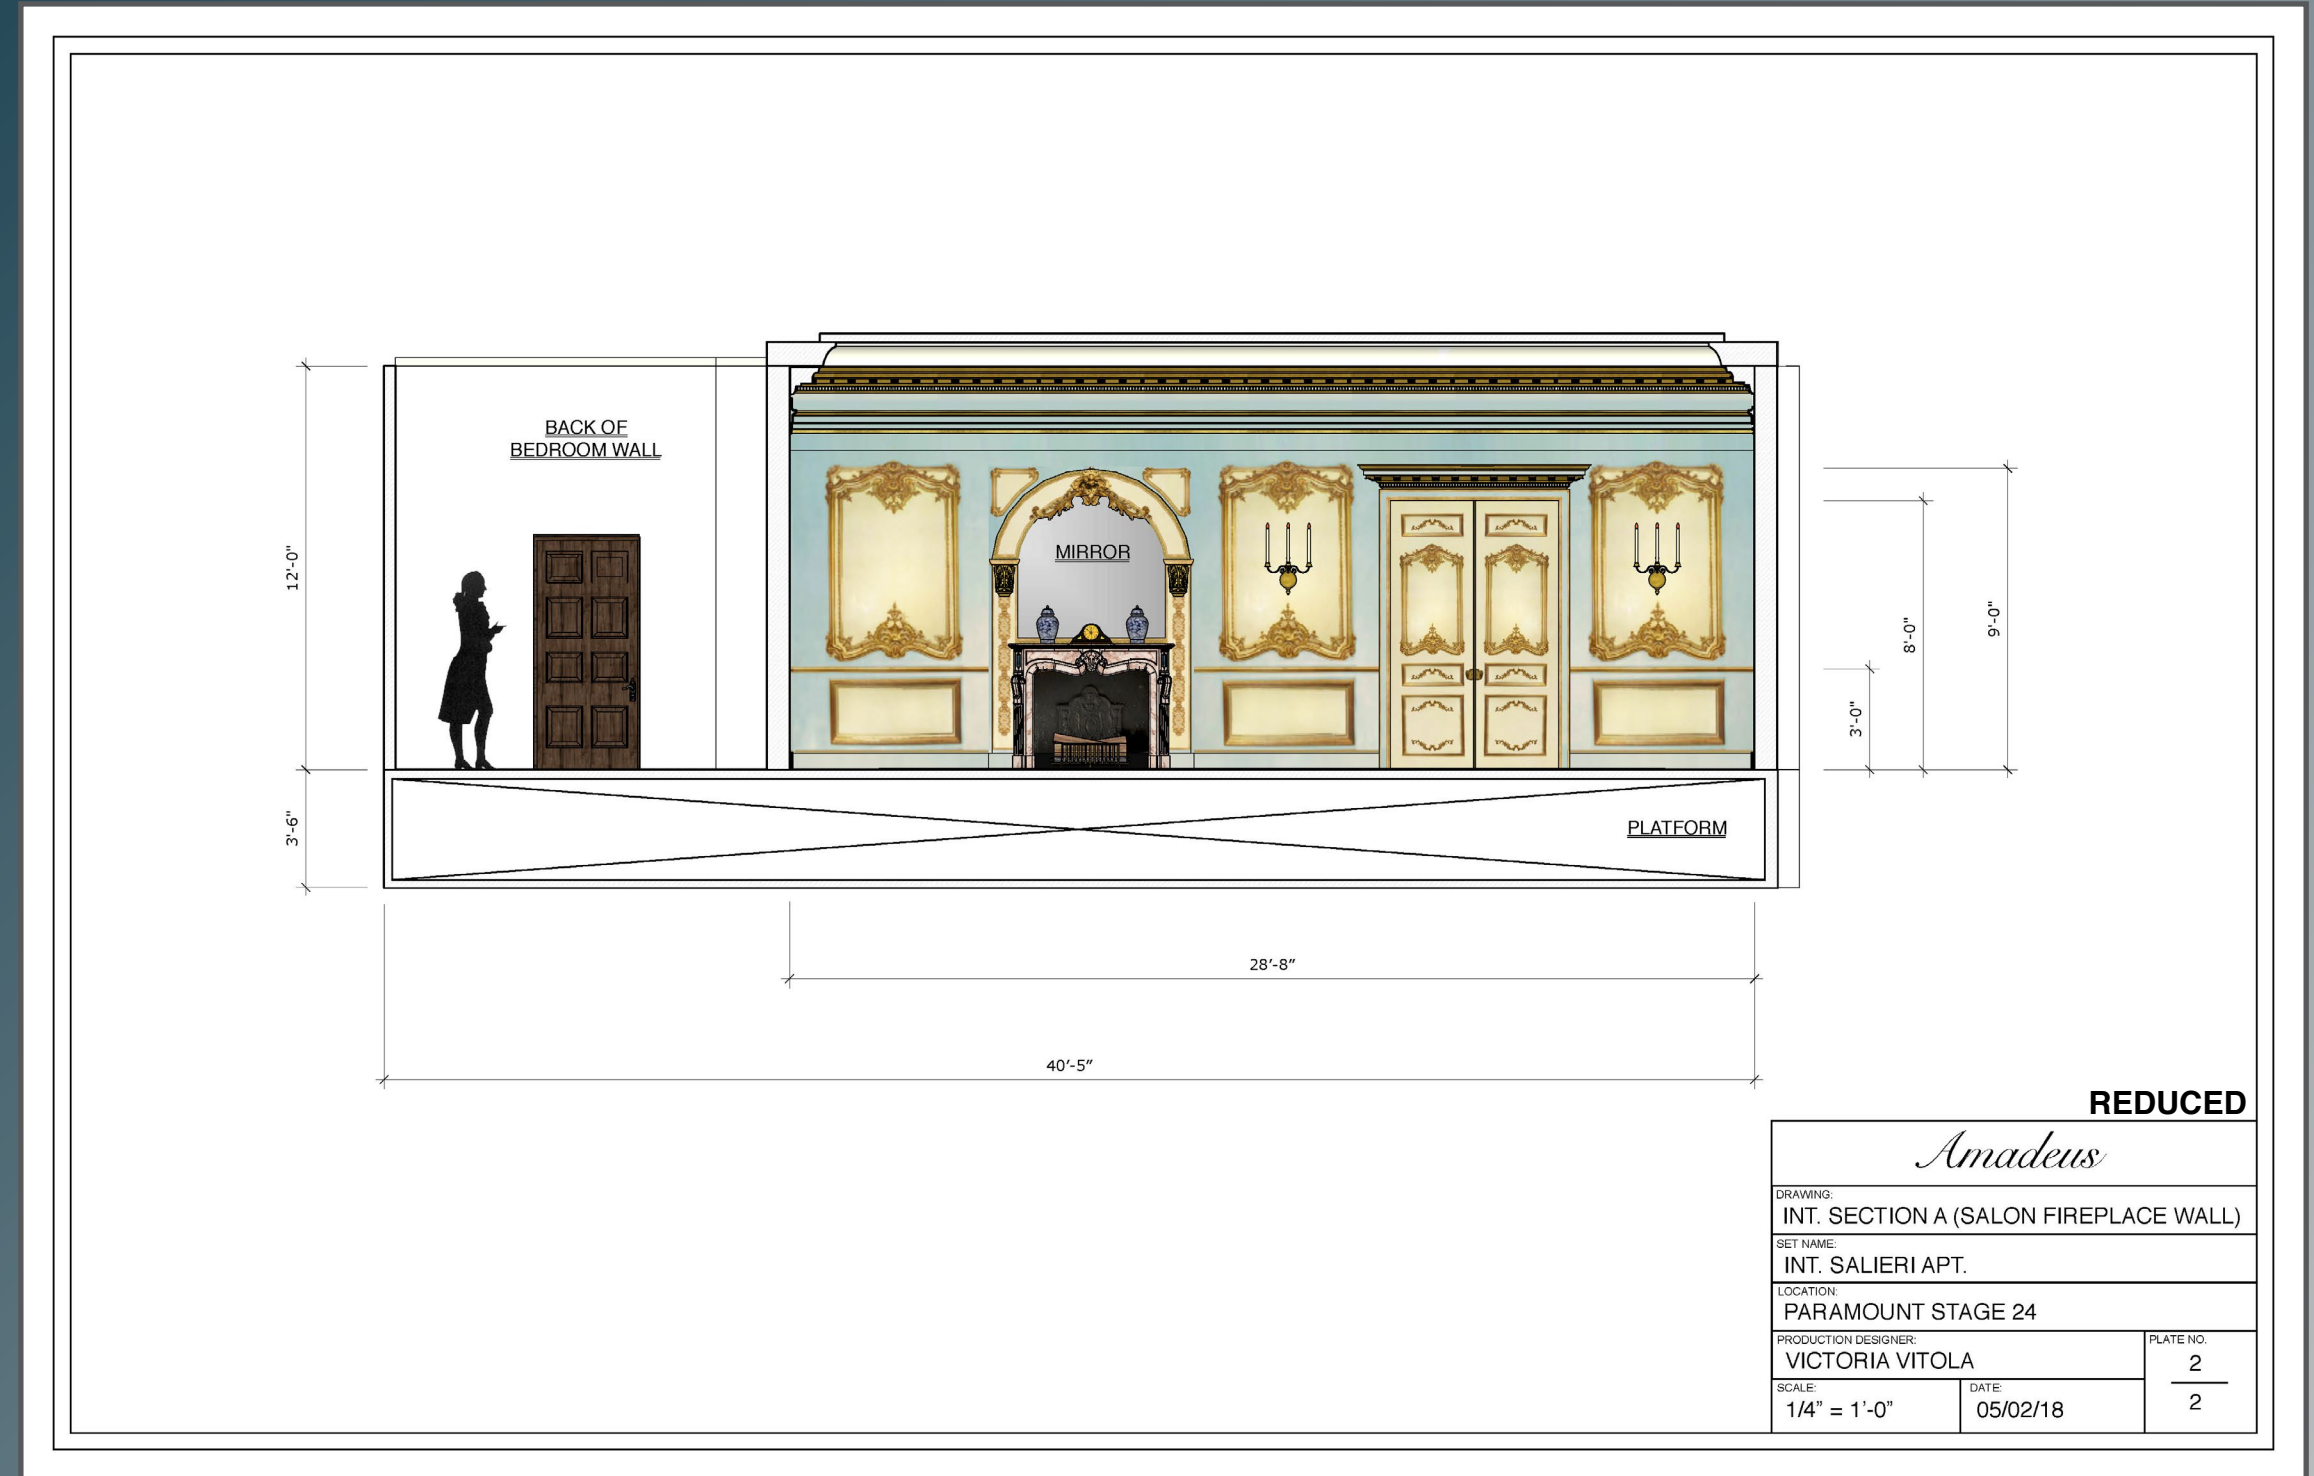 BACK OF
BEDROOM WALL
MIRROR
12'-0"
3'-6"
3'-0"
8'-0"
9'-0"
PLATFORM
28'-8"
40'-5"
REDUCED
Amadeus
DRAWING:
INT. SECTION A (SALON FIREPLACE WALL)
SET NAME:
INT. SALIERI APT.
LOCATION:
PARAMOUNT STAGE 24
PRODUCTION DESIGNER:
VICTORIA VITOLA
PLATE NO.
2
2
SCALE:
1/4” = 1’-0”
DATE:
05/02/18